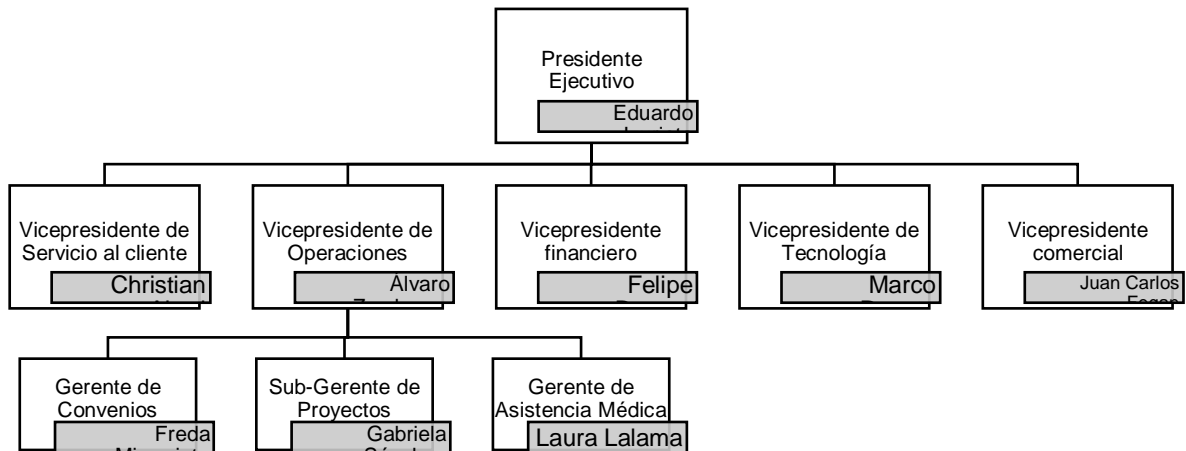 Presidente
Ejecutivo
Eduardo
Vicepresidente de
Servicio al cliente
Christian
Vicepresidente de
Operaciones
Álvaro
Vicepresidente
financiero
Felipe
Vicepresidente de
Tecnología
Marco
Vicepresidente
comercial
Juan Carlos
Gerente de
Convenios
Freda
Sub-Gerente de
Proyectos
Gabriela
Gerente de
Asistencia Médica
Laura Lalama